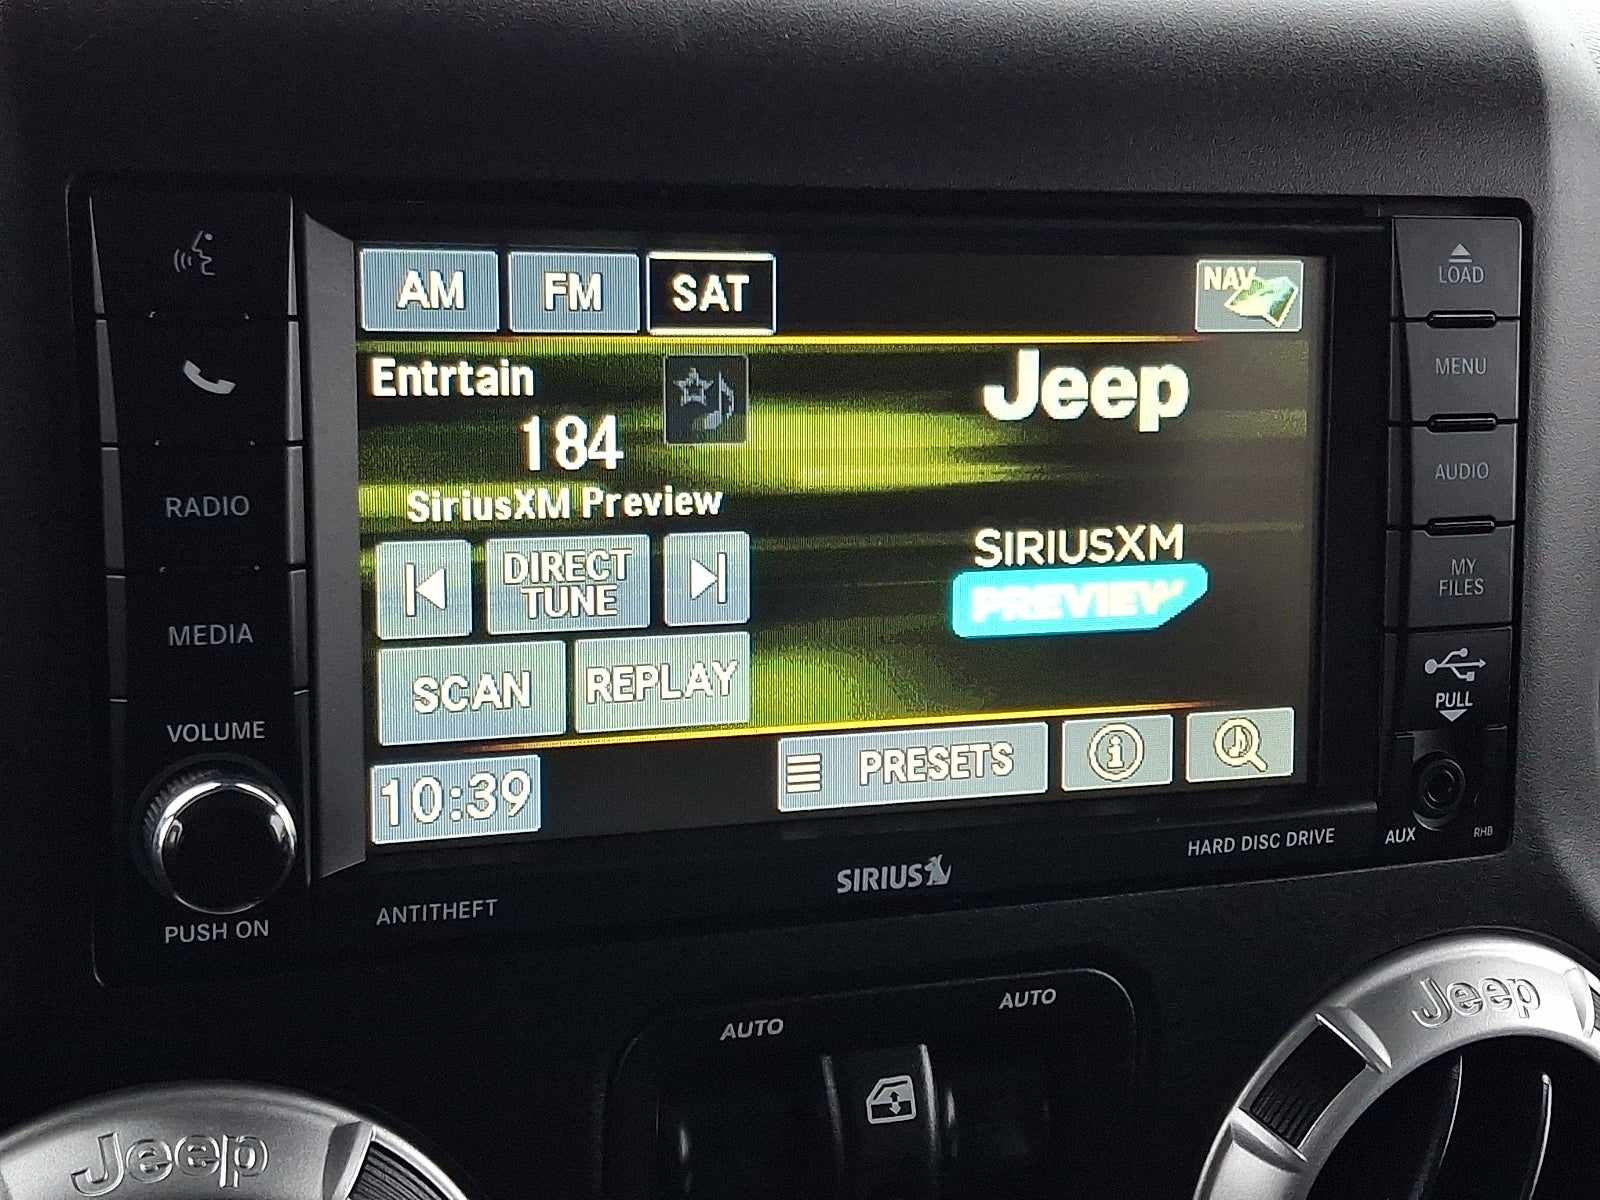 AM
FM
SAT
NAV
Entrtain
184
SiriusXM Preview
DIRECT
TUNE
SCAN
REPLAY
Jeep
SIRIUSXM
PREVIEW
10:39
PRESETS
i
RADIO
MEDIA
VOLUME
PUSH ON
LOAD
MENU
AUDIO
MY
FILES
PULL
AUX
RHB
ANTITHEFT
SIRIUS
HARD DISC DRIVE
AUTO
AUTO
Jeep
Jeep